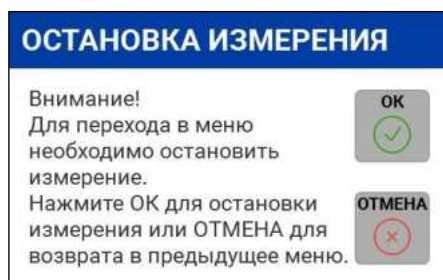 ОСТАНОВКА ИЗМЕРЕНИЯ
Внимание!
Для перехода в меню
необходимо остановить
измерение.
Нажмите ОК для остановки
измерения или ОТМЕНА для
возврата в предыдущее меню.
ОК
ОТМЕНА